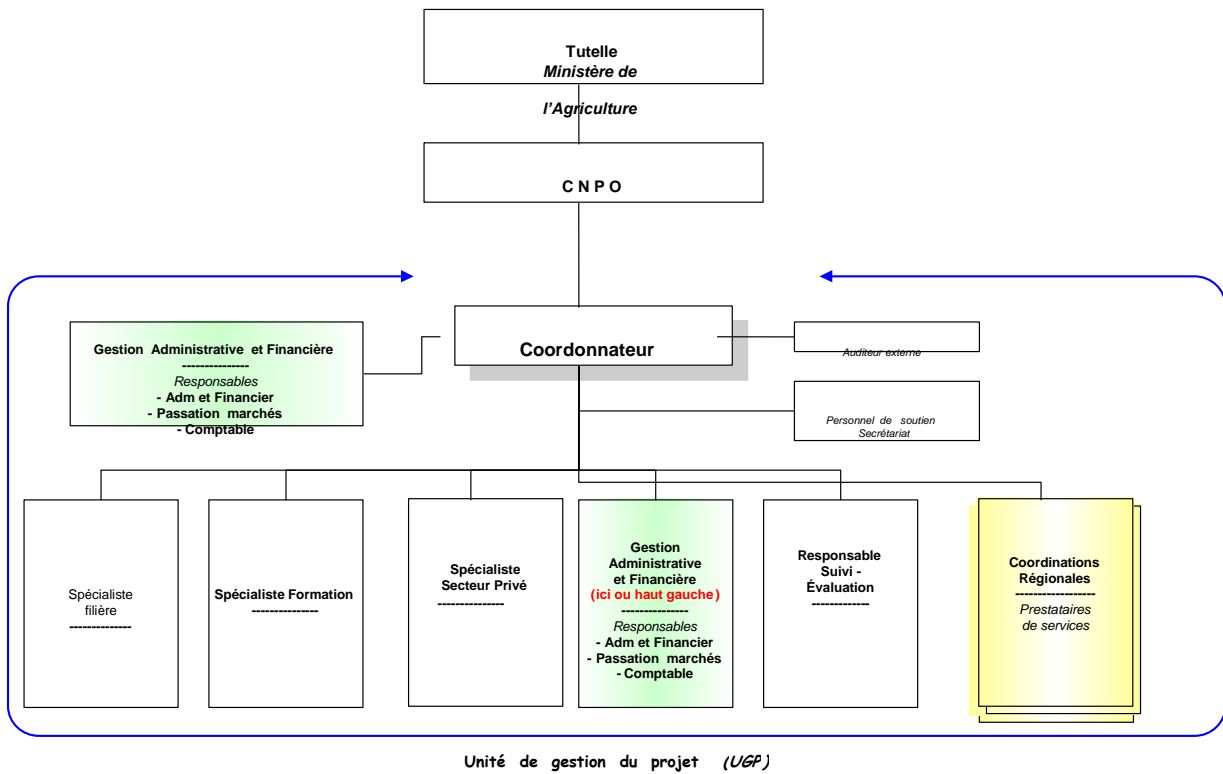 Tutelle
Ministère de
l'Agriculture
C N P O
Coordonnateur
Gestion Administrative et Financière
---------------
Responsables
- Adm et Financier
- Passation marchés
- Comptable
Auditeur externe
Personnel de soutien
Secrétariat
Spécialiste
filière
--------------
Spécialiste Formation
---------------
Spécialiste
Secteur Privé
---------------
Gestion
Administrative
et Financière
(ici ou haut gauche)
---------------
Responsables
- Adm et Financier
- Passation marchés
- Comptable
Responsable
Suivi -
Évaluation
-------------
Coordinations
Régionales
------------------
Prestataires
de services
Unité de gestion du projet (UGP)